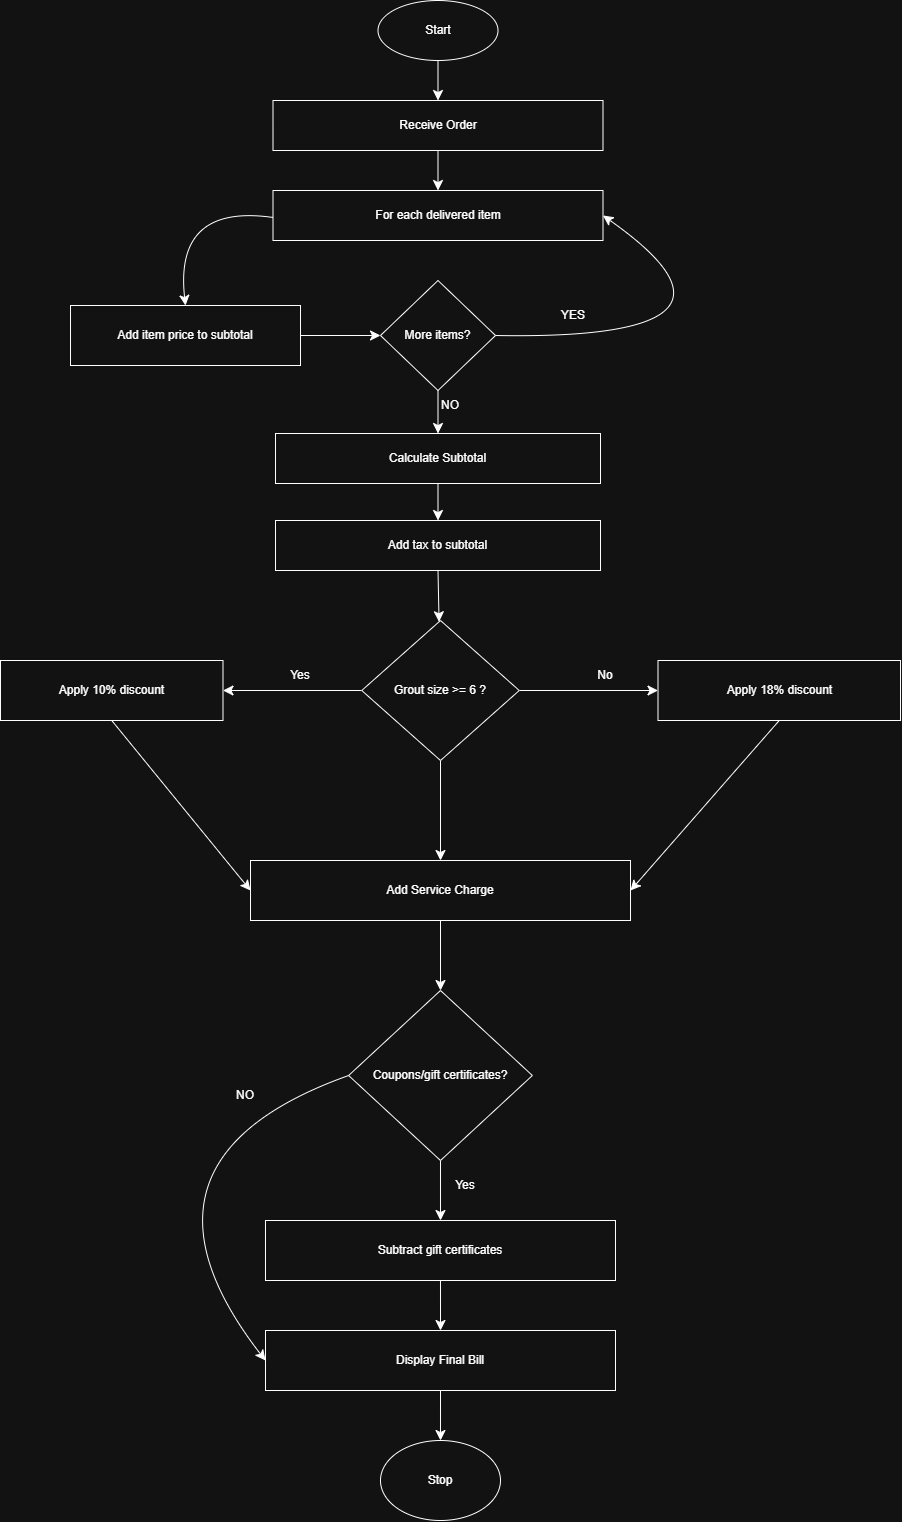 Start
Receive Order
For each delivered item
Add item price to subtotal
More items?
YES
NO
Calculate Subtotal
Add tax to subtotal
Grout size >= 6 ?
Yes
No
Apply 10% discount
Apply 18% discount
Add Service Charge
Coupons/gift certificates?
NO
Yes
Subtract gift certificates
Display Final Bill
Stop